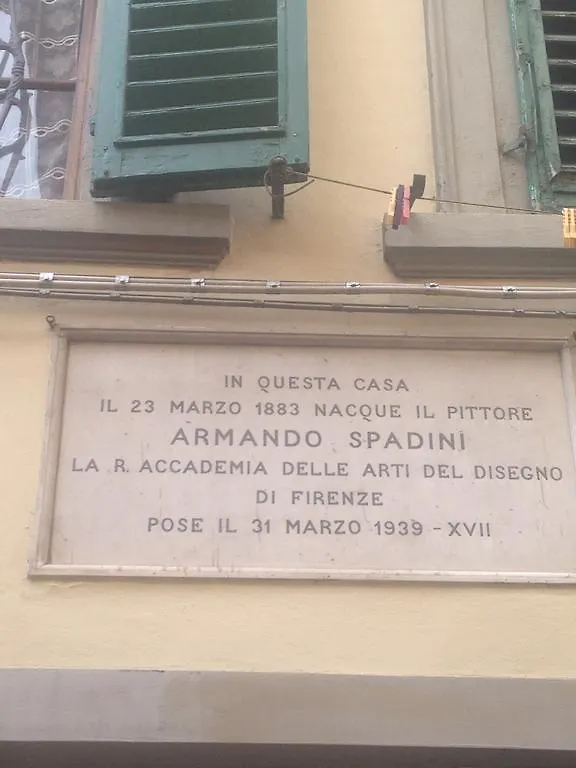 IN QUESTA CASA
IL 23 MARZO 1883 NACQUE IL PITTORE
ARMANDO SPADINI
LA R. ACCADEMIA DELLE ARTI DEL DISEGNO
DI FIRENZE
POSE IL 31 MARZO 1939 - XVII